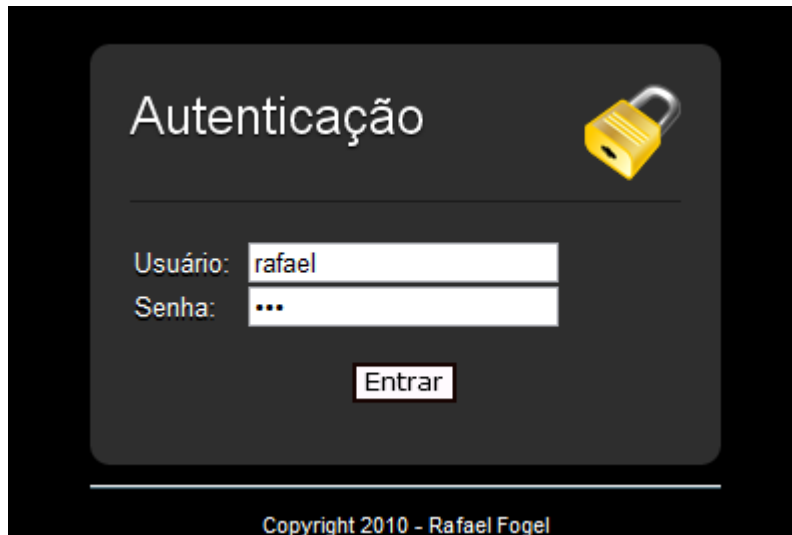 Autenticação
Usuário: rafael
Senha: •••
Entrar
Copyright 2010 - Rafael Fogel